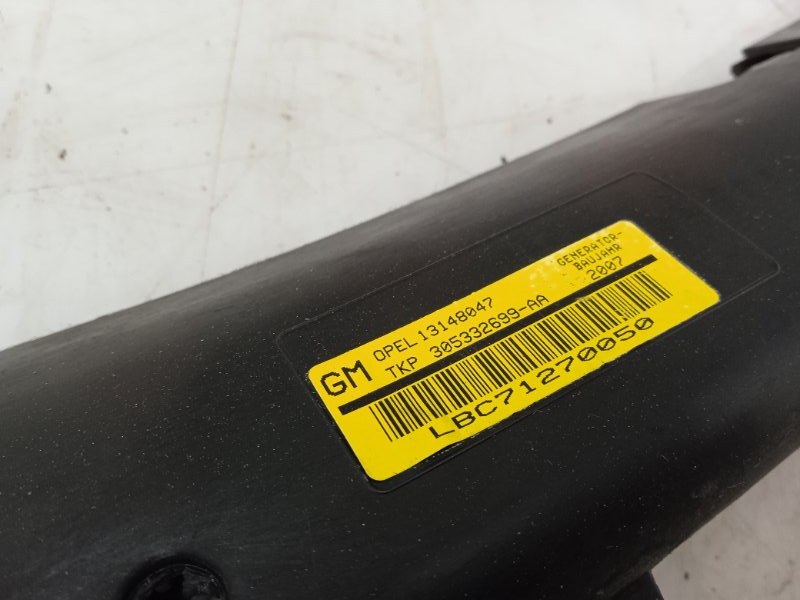 GM OPEL 13148047
TKP 305332699-AA
GENERATOR-
BAUJAHR
2007
LBC71270050